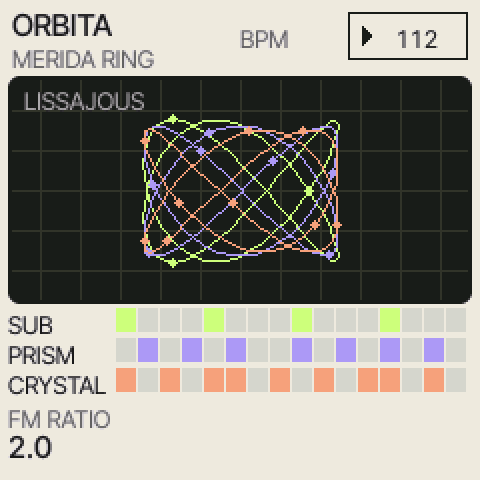 ORBITA
MERIDA RING
BPM
112
LISSAJOUS
SUB
PRISM
CRYSTAL
FM RATIO
2.0